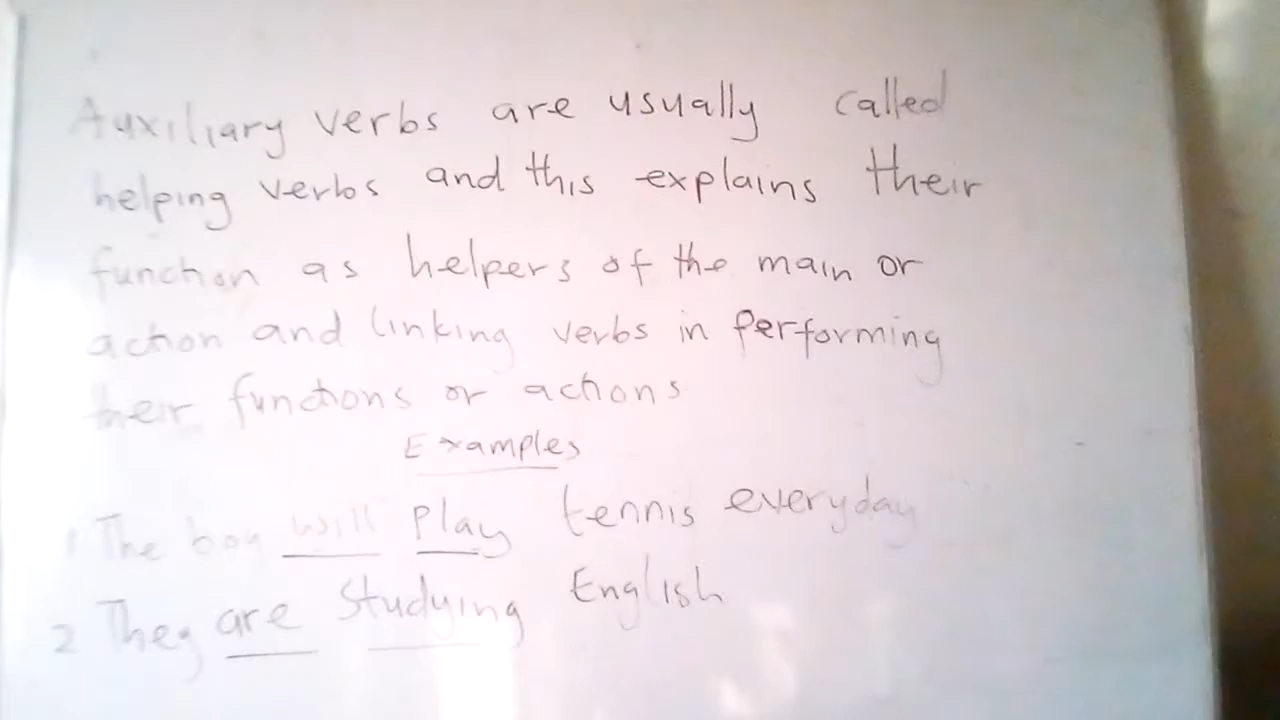 Auxiliary verbs are usually called
helping verbs and this explains their
function as helpers of the main or
action and linking verbs in performing
their functions or actions
Examples
1 The boy will play tennis everyday
2 They are studying English